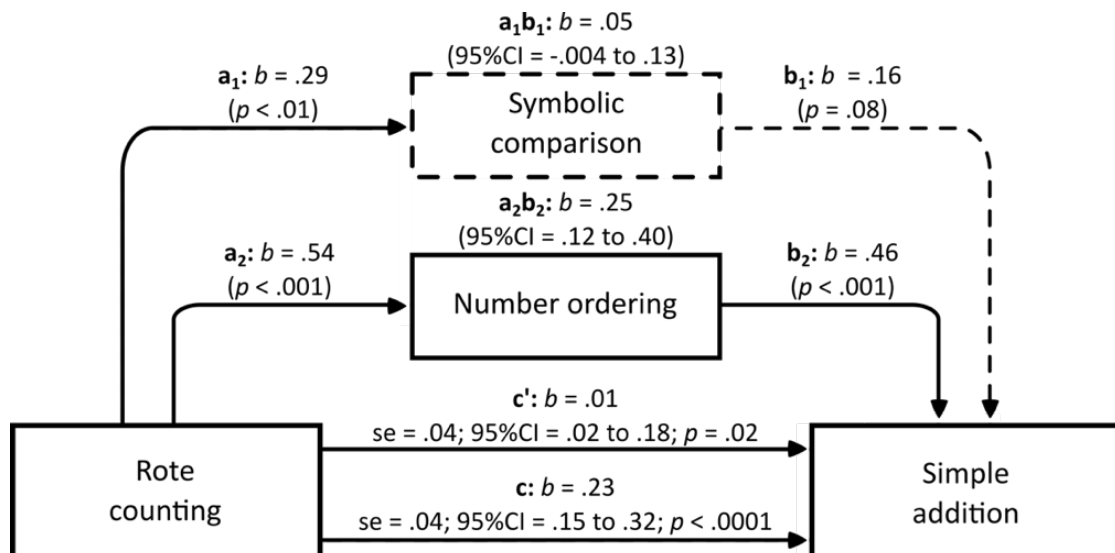 a₁b₁: b = .05
(95%CI = -.004 to .13)
a₁: b = .29
(p < .01)
Symbolic
comparison
b₁: b = .16
(p = .08)
a₂b₂: b = .25
(95%CI = .12 to .40)
a₂: b = .54
(p < .001)
Number ordering
b₂: b = .46
(p < .001)
c': b = .01
se = .04; 95%CI = .02 to .18; p = .02
Rote
counting
c: b = .23
se = .04; 95%CI = .15 to .32; p < .0001
Simple
addition